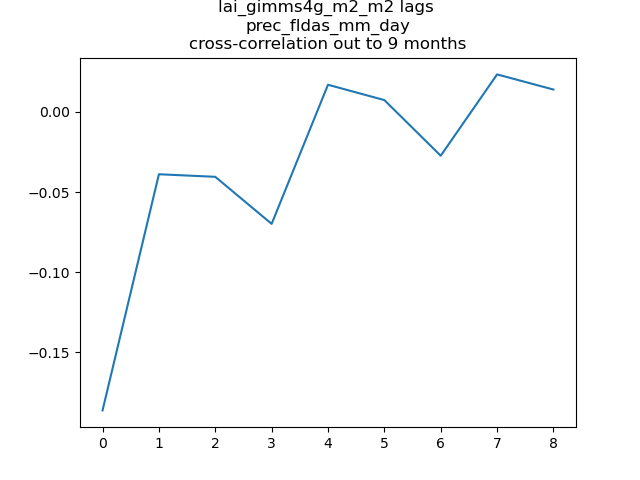 lai_gimms4g_m2_m2 lags
prec_fldas_mm_day
cross-correlation out to 9 months
0.00
−0.05
−0.10
−0.15
0 1 2 3 4 5 6 7 8